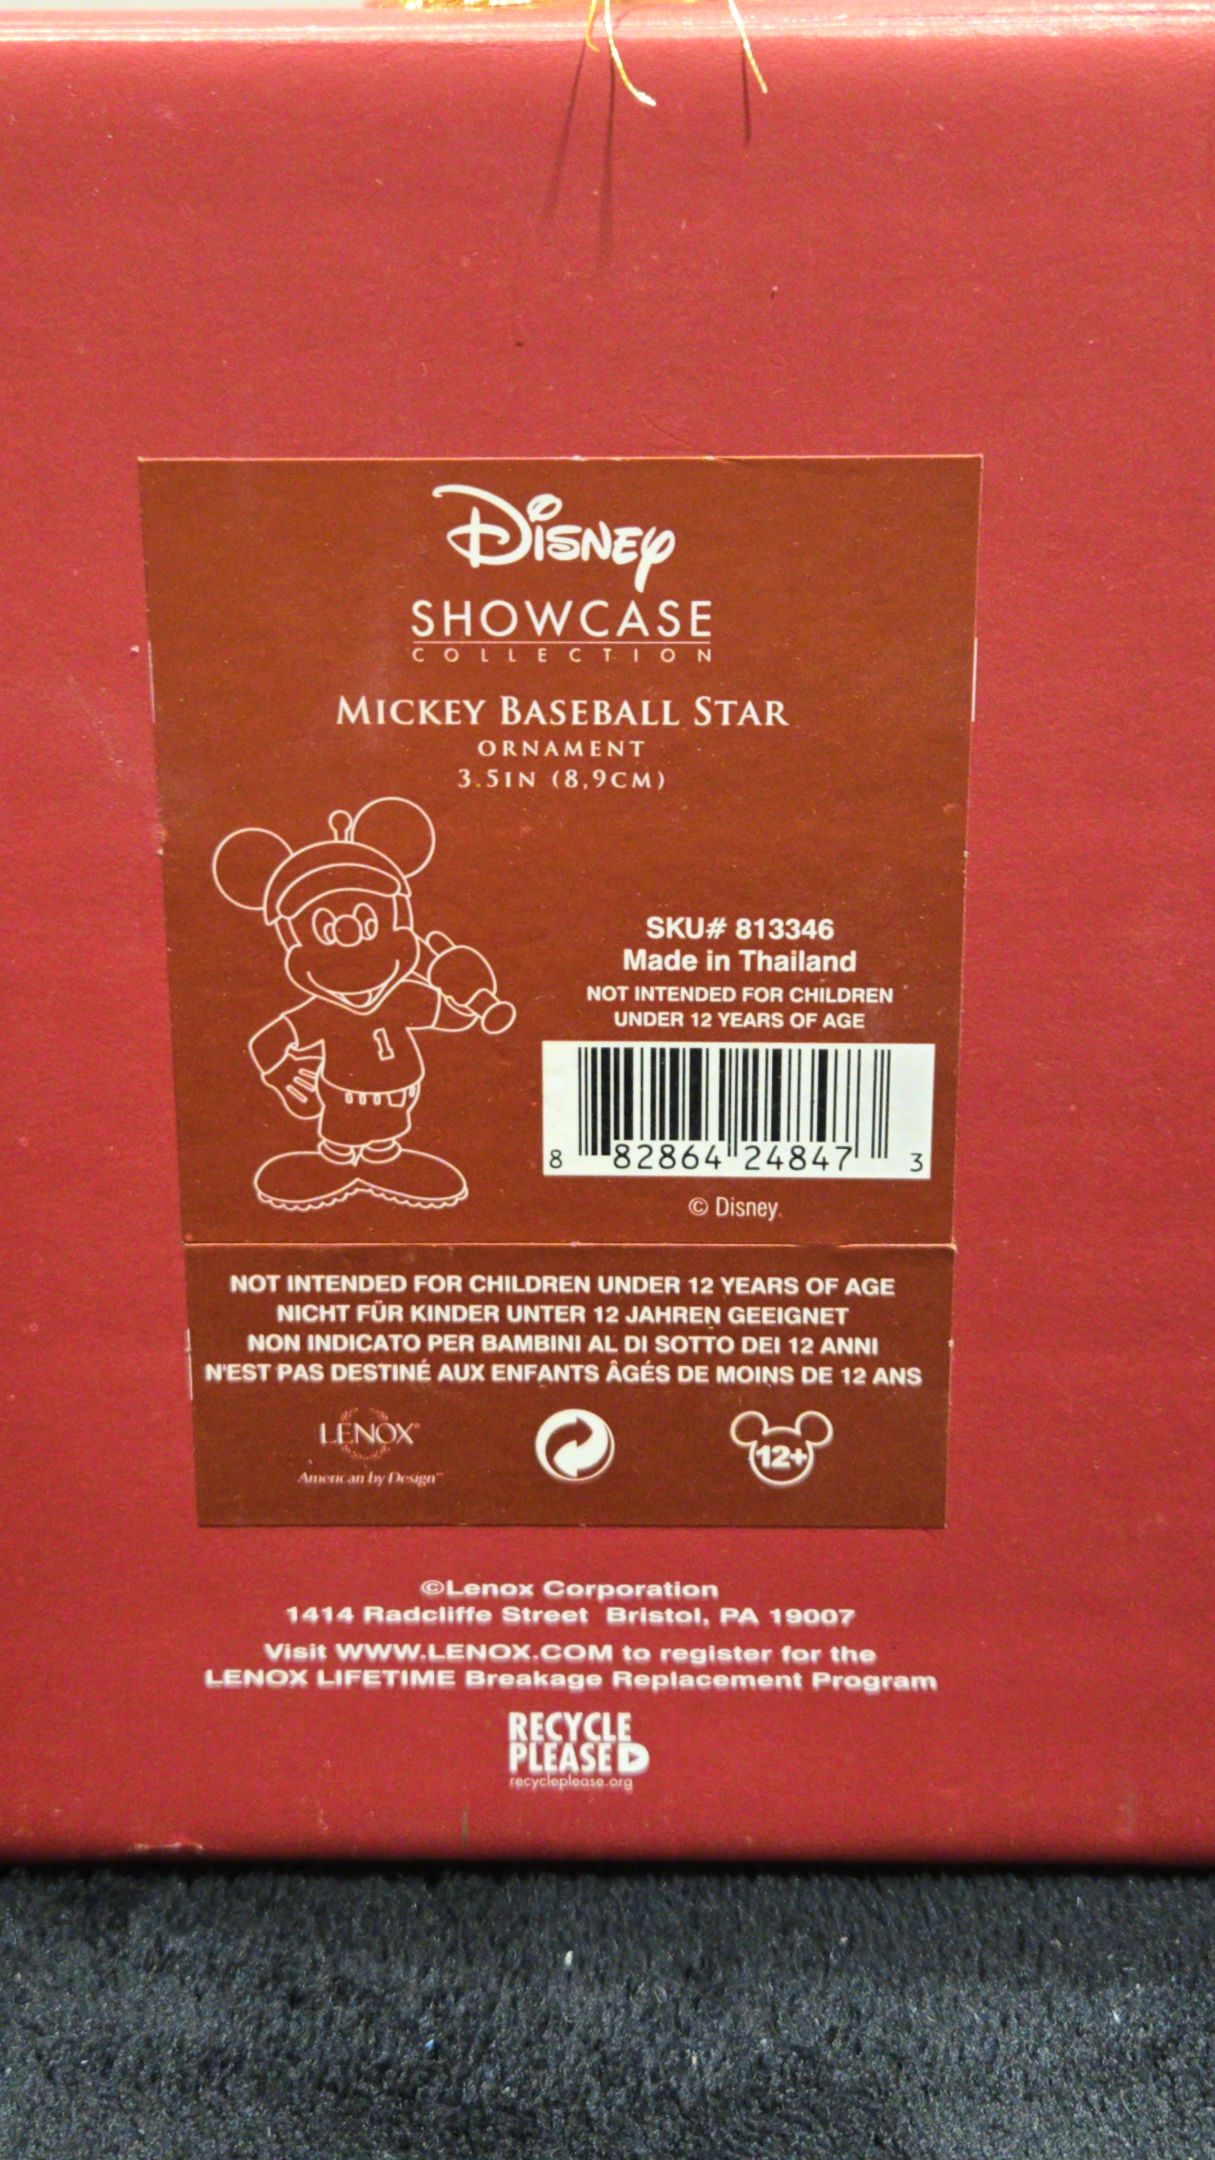 Disney
SHOWCASE
COLLECTION
MICKEY BASEBALL STAR
ORNAMENT
3.5IN (8,9CM)
1
SKU# 813346
Made in Thailand
NOT INTENDED FOR CHILDREN
UNDER 12 YEARS OF AGE
8 82864 24847 3
© Disney
NOT INTENDED FOR CHILDREN UNDER 12 YEARS OF AGE
NICHT FÜR KINDER UNTER 12 JAHREN GEEIGNET
NON INDICATO PER BAMBINI AL DI SOTTO DEI 12 ANNI
N'EST PAS DESTINÉ AUX ENFANTS ÂGÉS DE MOINS DE 12 ANS
LENOX®
American by Design™
12+
©Lenox Corporation
1414 Radcliffe Street Bristol, PA 19007
Visit WWW.LENOX.COM to register for the
LENOX LIFETIME Breakage Replacement Program
RECYCLE
PLEASE
recycleplease.org